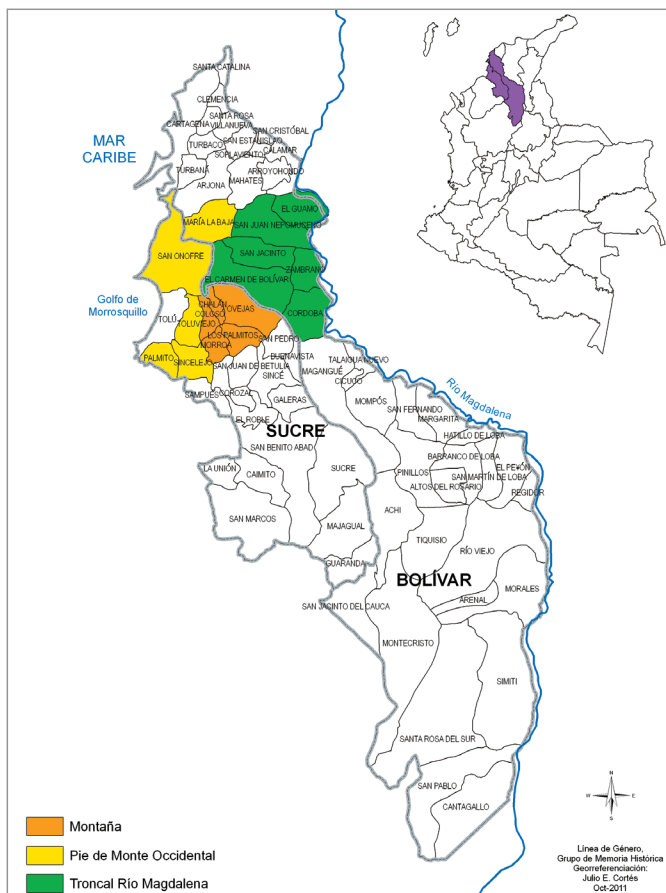 SANTA CATALINA
CLEMENCIA
SANTA ROSA
CARTAGENA
VILLANUEVA
MAR
CARIBE
SAN CRISTÓBAL
SAN ESTANISLAO
TURBACO
CALAMAR
SOPLAVIENTO
ARROYOHONDO
TURBANA
MAHATES
ARJONA
EL GUAMO
MARÍA LA BAJA
SAN JUAN NEPOMUSENO
SAN JACINTO
SAN ONOFRE
ZAMBRANO
EL CARMEN DE BOLÍVAR
Golfo de
Morrosquillo
CHALÁN
OVEJAS
COLOSO
CORDOBA
TOLÚ
TOLUVIEJO
LOS PALMITOS
SAN PEDRO
MORROA
PALMITO
SINCELEJO
BUENAVISTA
TALAIGUA NUEVO
SAN JUAN DE BETULIA
MAGANGUÉ
SINCÉ
CICUJO
Río Magdalena
SAMPUÉS
COROZAL
GALERAS
MOMPÓS
SAN FERNANDO
MARGARITA
EL ROBLE
SUCRE
HATILLO DE LOBA
SAN BENITO ABAD
BARRANCO DE LOBA
LA UNIÓN
CAIMITO
SUCRE
PINILLOS
EL PEÑÓN
SAN MARTÍN DE LOBA
ALTOS DEL ROSARIO
REGIDOR
ACHI
SAN MARCOS
MAJAGUAL
TIQUISIO
RÍO VIEJO
GUARANDA
BOLÍVAR
MORALES
ARENAL
SAN JACINTO DEL CAUCA
MONTECRISTO
SIMITI
SANTA ROSA DEL SUR
SAN PABLO
CANTAGALLO
N
W E
S
Montaña
Pie de Monte Occidental
Troncal Río Magdalena
Línea de Género,
Grupo de Memoria Histórica
Georreferenciación:
Julio E. Cortés
Oct-2011